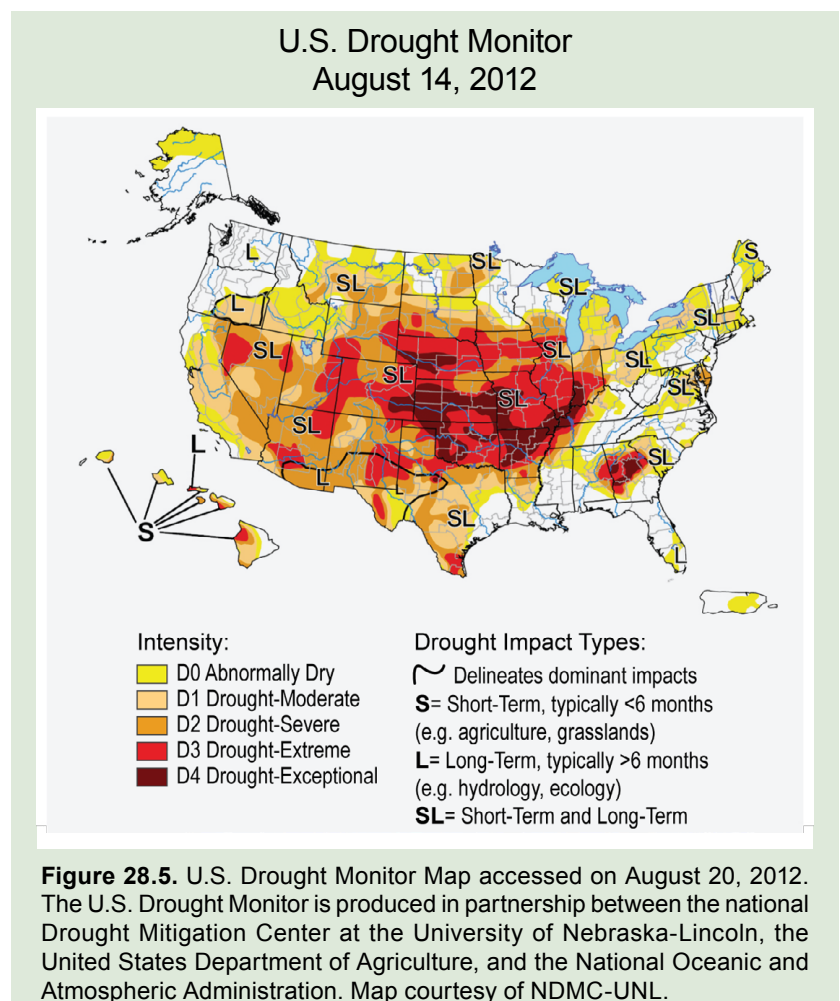 U.S. Drought Monitor
August 14, 2012
L
S
SL
SL
SL
L
SL
SL
SL
SL
SL
SL
SL
SL
L
SL
L
L
SL
S
SL
L
Intensity:
D0 Abnormally Dry
D1 Drought-Moderate
D2 Drought-Severe
D3 Drought-Extreme
D4 Drought-Exceptional
Drought Impact Types:
Delineates dominant impacts
S= Short-Term, typically <6 months
(e.g. agriculture, grasslands)
L= Long-Term, typically >6 months
(e.g. hydrology, ecology)
SL= Short-Term and Long-Term
Figure 28.5. U.S. Drought Monitor Map accessed on August 20, 2012.
The U.S. Drought Monitor is produced in partnership between the national
Drought Mitigation Center at the University of Nebraska-Lincoln, the
United States Department of Agriculture, and the National Oceanic and
Atmospheric Administration. Map courtesy of NDMC-UNL.